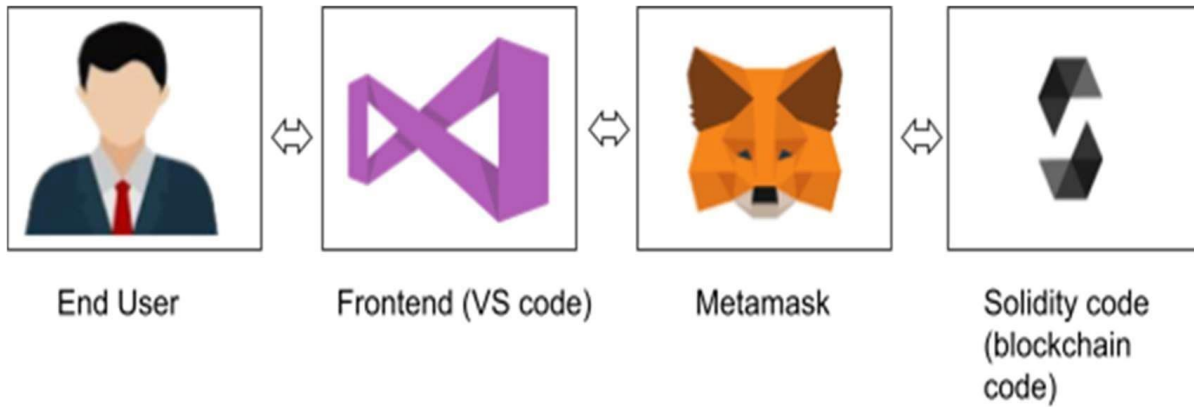 End User
Frontend (VS code)
Metamask
Solidity code
(blockchain
code)